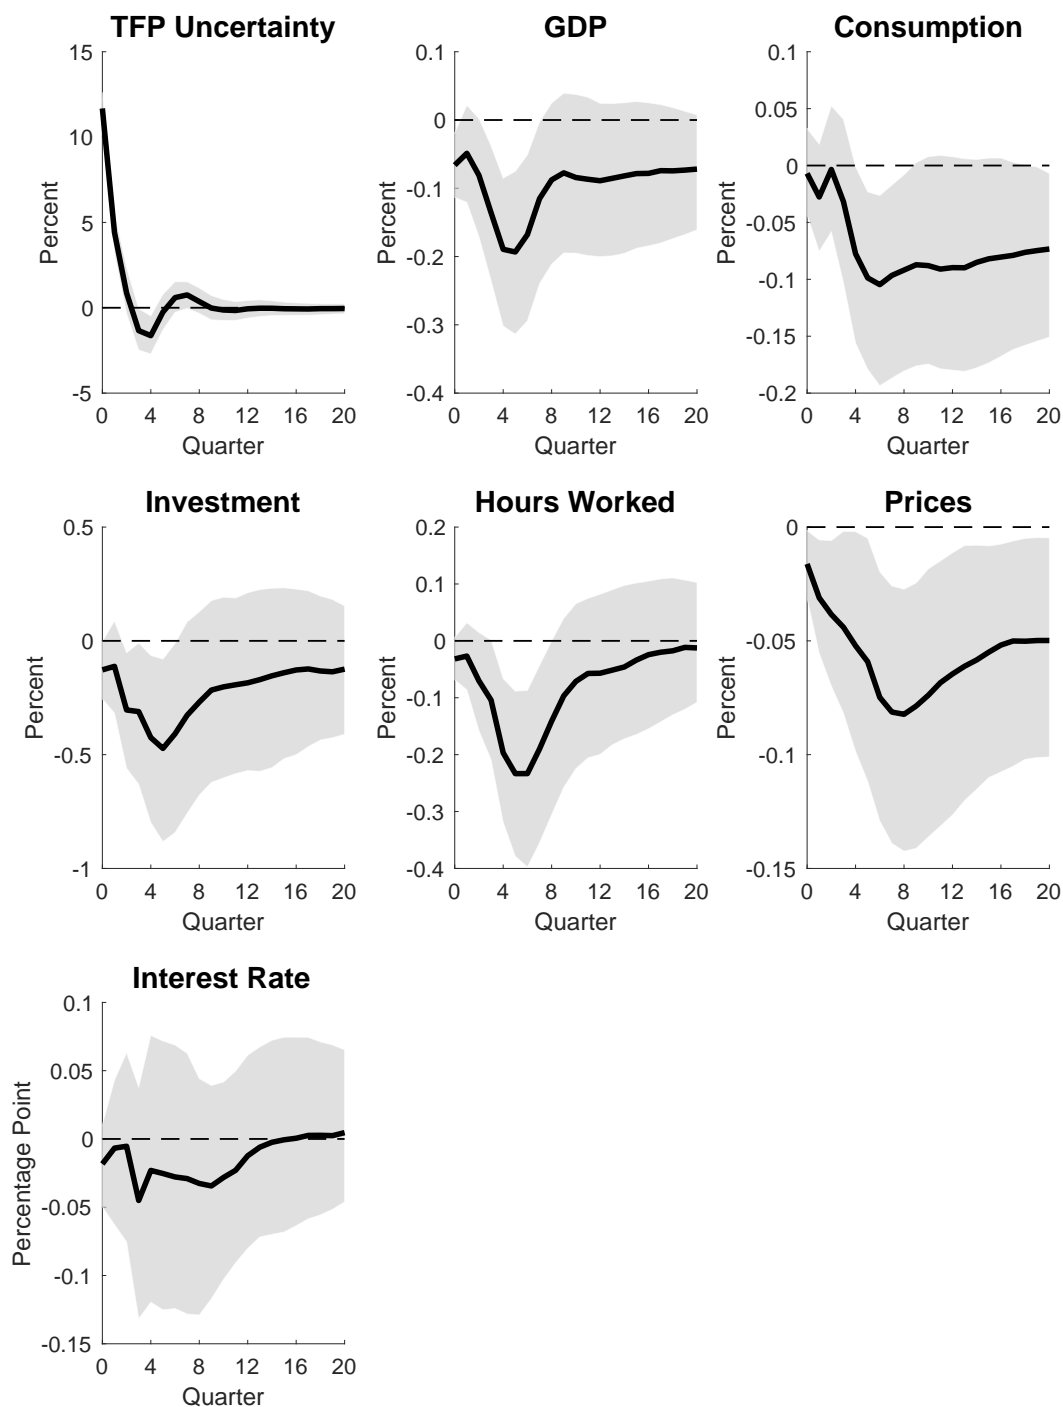 TFP Uncertainty
15
10
5
0
-5
Percent
0 4 8 12 16 20
Quarter
GDP
0.1
0
-0.1
-0.2
-0.3
-0.4
Percent
0 4 8 12 16 20
Quarter
Consumption
0.1
0.05
0
-0.05
-0.1
-0.15
-0.2
Percent
0 4 8 12 16 20
Quarter
Investment
0.5
0
-0.5
-1
Percent
0 4 8 12 16 20
Quarter
Hours Worked
0.2
0.1
0
-0.1
-0.2
-0.3
-0.4
Percent
0 4 8 12 16 20
Quarter
Prices
0
-0.05
-0.1
-0.15
Percent
0 4 8 12 16 20
Quarter
Interest Rate
0.1
0.05
0
-0.05
-0.1
-0.15
Percentage Point
0 4 8 12 16 20
Quarter